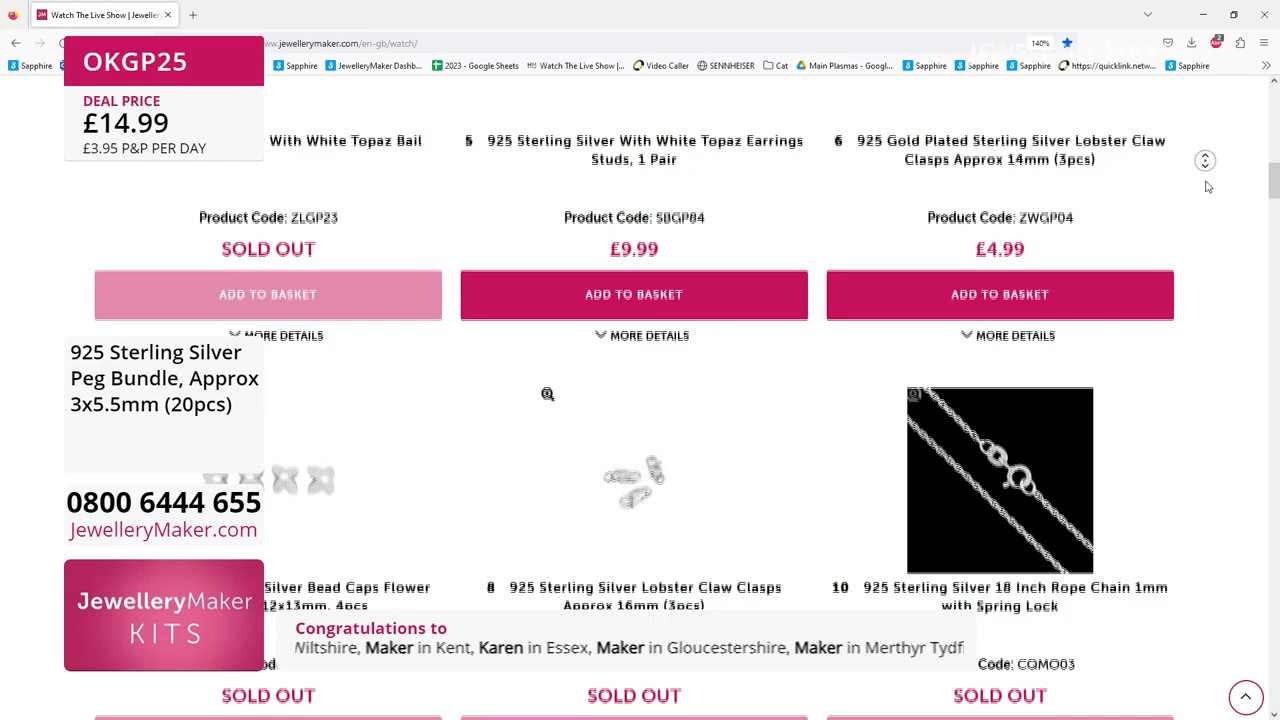 Watch The Live Show | Jeweller
ww.jewellerymaker.com/en-gb/watch/
140%
2
Sapphire
JewelleryMaker Dashb...
2023 - Google Sheets
Watch The Live Show |...
Video Caller
SENNHEISER
Cat
Main Plasmas - Googl...
Sapphire
Sapphire
Sapphire
https://quicklink.netw...
Sapphire
OKGP25
DEAL PRICE
£14.99
£3.95 P&P PER DAY
With White Topaz Bail
5 925 Sterling Silver With White Topaz Earrings
Studs, 1 Pair
6 925 Gold Plated Sterling Silver Lobster Claw
Clasps Approx 14mm (3pcs)
Product Code: ZLGP23
Product Code: SBGP84
Product Code: ZWGP04
SOLD OUT
£9.99
£4.99
ADD TO BASKET
ADD TO BASKET
ADD TO BASKET
MORE DETAILS
MORE DETAILS
MORE DETAILS
925 Sterling Silver
Peg Bundle, Approx
3x5.5mm (20pcs)
0800 6444 655
JewelleryMaker.com
JewelleryMaker
KITS
Silver Bead Caps Flower
12x13mm, 4pcs
8 925 Sterling Silver Lobster Claw Clasps
Approx 16mm (3pcs)
10 925 Sterling Silver 18 Inch Rope Chain 1mm
with Spring Lock
Congratulations to
Wiltshire, Maker in Kent, Karen in Essex, Maker in Gloucestershire, Maker in Merthyr Tydf
Code: CQMO03
SOLD OUT
SOLD OUT
SOLD OUT